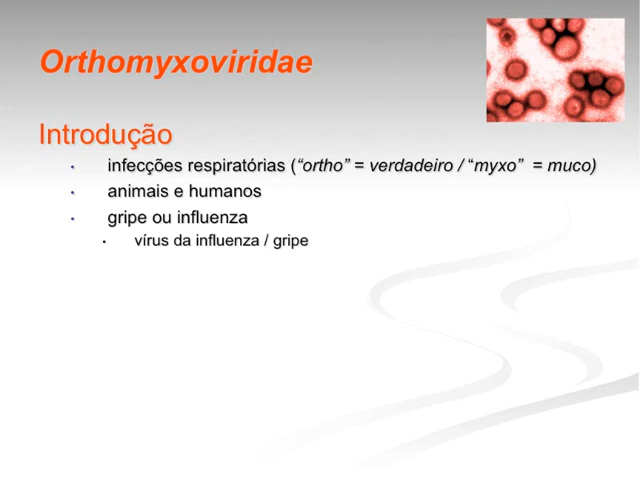 Orthomyxoviridae
Introdução
• infecções respiratórias (“ortho” = verdadeiro / “myxo” = muco)
• animais e humanos
• gripe ou influenza
• vírus da influenza / gripe